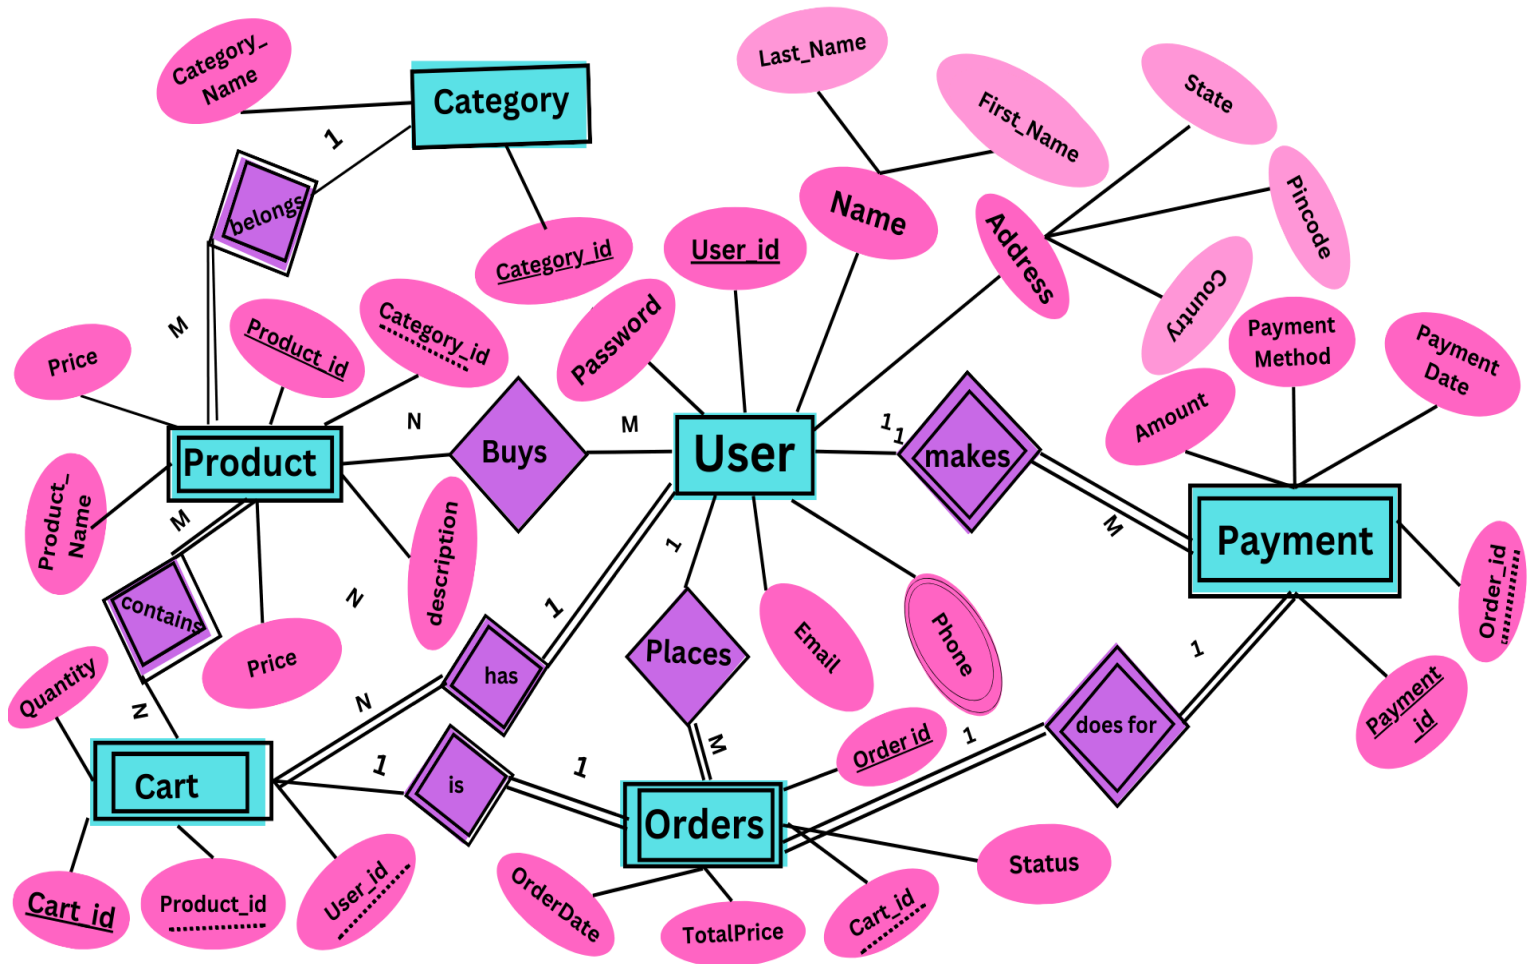 Category_
Name
Category
1
Last_Name
First_Name
State
Pincode
Country
Name
Address
belongs
Category_id
User_id
Password
M
Price
Product_id
Category_id
Payment
Method
Payment
Date
Amount
N
M
1
1
Product
Buys
User
makes
M
Payment
Order_id
Product_
Name
M
description
N
1
1
contains
has
Places
Email
Phone
1
Price
Quantity
N
N
M
Order id
1
does for
Payment
id
Cart
1
is
1
Orders
Status
Cart_id
Product_id
User_id
OrderDate
TotalPrice
Cart_id